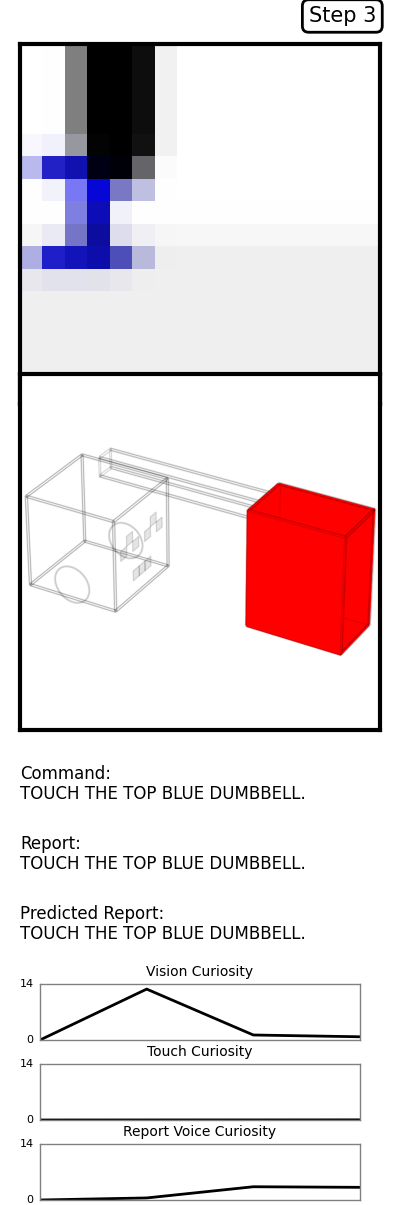 Step 3
Command:
TOUCH THE TOP BLUE DUMBBELL.
Report:
TOUCH THE TOP BLUE DUMBBELL.
Predicted Report:
TOUCH THE TOP BLUE DUMBBELL.
Vision Curiosity
14
0
Touch Curiosity
14
0
Report Voice Curiosity
14
0